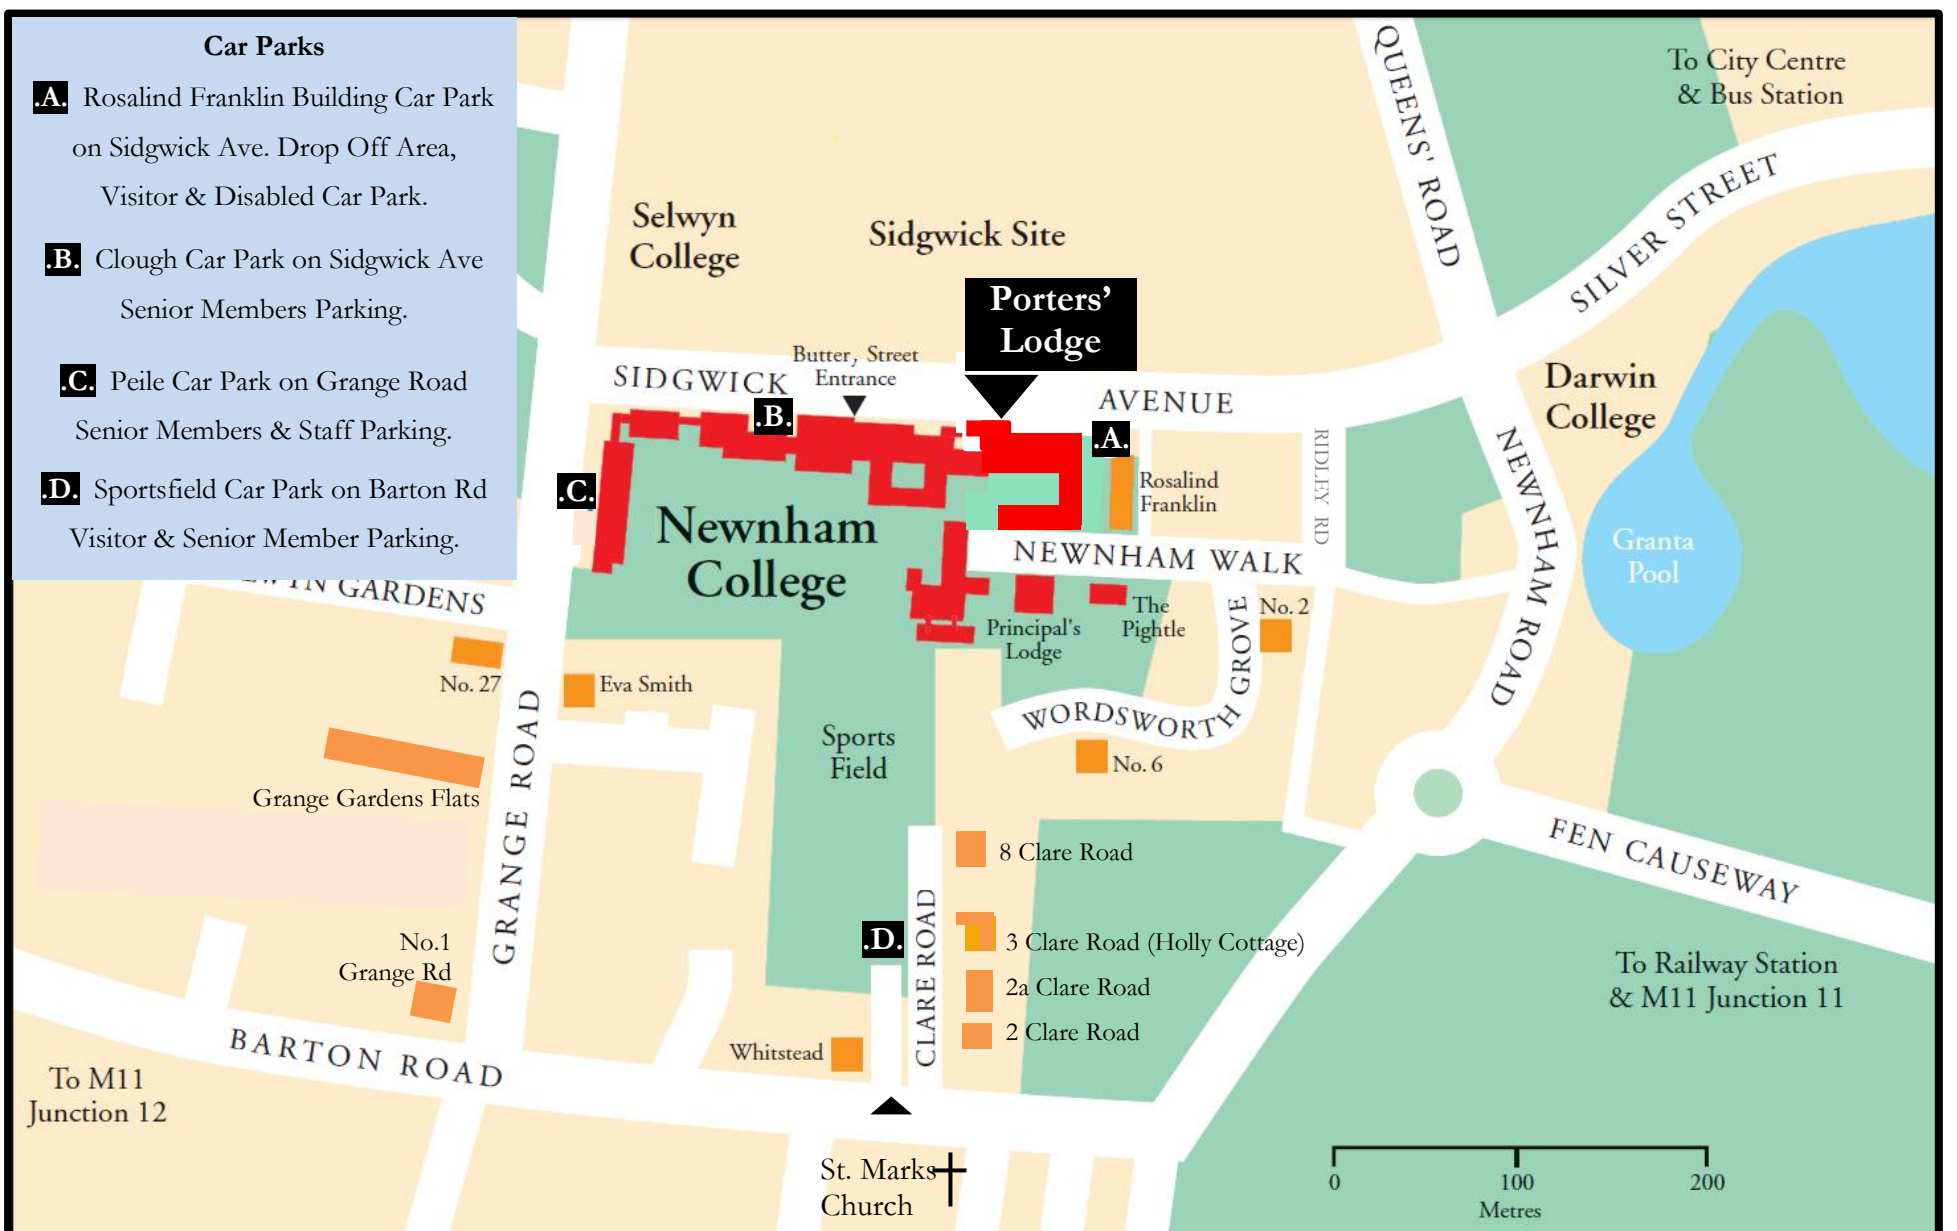 Car Parks
.A. Rosalind Franklin Building Car Park
on Sidgwick Ave. Drop Off Area,
Visitor & Disabled Car Park.
.B. Clough Car Park on Sidgwick Ave
Senior Members Parking.
.C. Peile Car Park on Grange Road
Senior Members & Staff Parking.
.D. Sportsfield Car Park on Barton Rd
Visitor & Senior Member Parking.
QUEENS' ROAD
To City Centre
& Bus Station
SILVER STREET
Selwyn
College
Sidgwick Site
Porters’
Lodge
Butter, Street
Entrance
SIDGWICK
AVENUE
Darwin
College
.B.
.A.
.C.
RIDLEY RD
NEWNHAM ROAD
Rosalind
Franklin
Newnham
College
NEWNHAM WALK
Granta
Pool
GARDENS
The
Pightle
No. 2
Principal's
Lodge
WORDSWORTH GROVE
No. 27
Eva Smith
GRANGE ROAD
Sports
Field
No. 6
Grange Gardens Flats
8 Clare Road
FEN CAUSEWAY
.D.
CLARE ROAD
3 Clare Road (Holly Cottage)
No.1
Grange Rd
2a Clare Road
To Railway Station
& M11 Junction 11
2 Clare Road
Whitstead
BARTON ROAD
To M11
Junction 12
St. Marks
Church
0 100 200
Metres